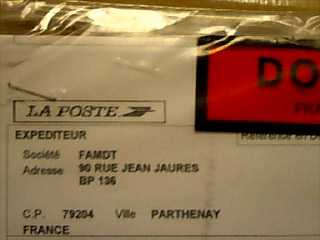 DO
LA POSTE
EXPEDITEUR
Société FAMDT
Adresse 90 RUE JEAN JAURES
BP 136
C.P. 79204 Ville PARTHENAY
FRANCE